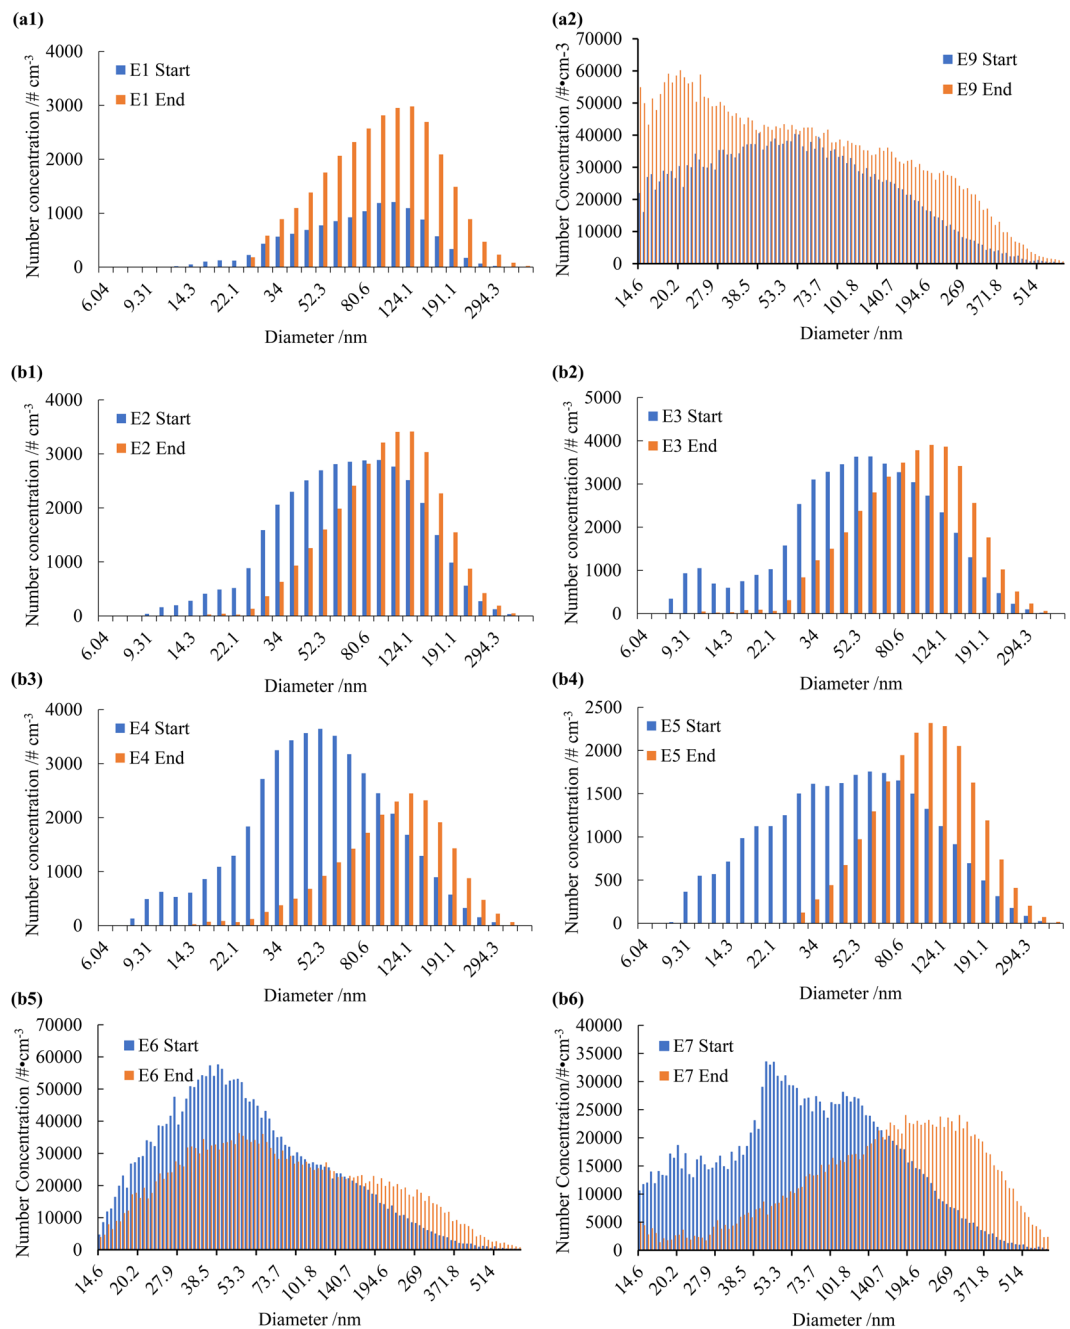 (a1)
4000
3000
2000
1000
0
Number concentration /# cm⁻³
E1 Start
E1 End
6.04 9.31 14.3 22.1 34 52.3 80.6 124.1 191.1 294.3
Diameter /nm
(a2)
70000
60000
50000
40000
30000
20000
10000
0
Number Concentration /#•cm-3
E9 Start
E9 End
14.6 20.2 27.9 38.5 53.3 73.7 101.8 140.7 194.6 269 371.8 514
Diameter /nm
(b1)
4000
3000
2000
1000
0
Number concentration /# cm⁻³
E2 Start
E2 End
6.04 9.31 14.3 22.1 34 52.3 80.6 124.1 191.1 294.3
Diameter /nm
(b2)
5000
4000
3000
2000
1000
0
Number concentration /# cm⁻³
E3 Start
E3 End
6.04 9.31 14.3 22.1 34 52.3 80.6 124.1 191.1 294.3
Diameter /nm
(b3)
4000
3000
2000
1000
0
Number concentration /# cm⁻³
E4 Start
E4 End
6.04 9.31 14.3 22.1 34 52.3 80.6 124.1 191.1 294.3
Diameter /nm
(b4)
2500
2000
1500
1000
500
0
Number concentration /# cm⁻³
E5 Start
E5 End
6.04 9.31 14.3 22.1 34 52.3 80.6 124.1 191.1 294.3
Diameter /nm
(b5)
70000
60000
50000
40000
30000
20000
10000
0
Number Concentration /#•cm⁻³
E6 Start
E6 End
14.6 20.2 27.9 38.5 53.3 73.7 101.8 140.7 194.6 269 371.8 514
Diameter /nm
(b6)
40000
35000
30000
25000
20000
15000
10000
5000
0
Number Concentration/#•cm⁻³
E7 Start
E7 End
14.6 20.2 27.9 38.5 53.3 73.7 101.8 140.7 194.6 269 371.8 514
Diameter /nm